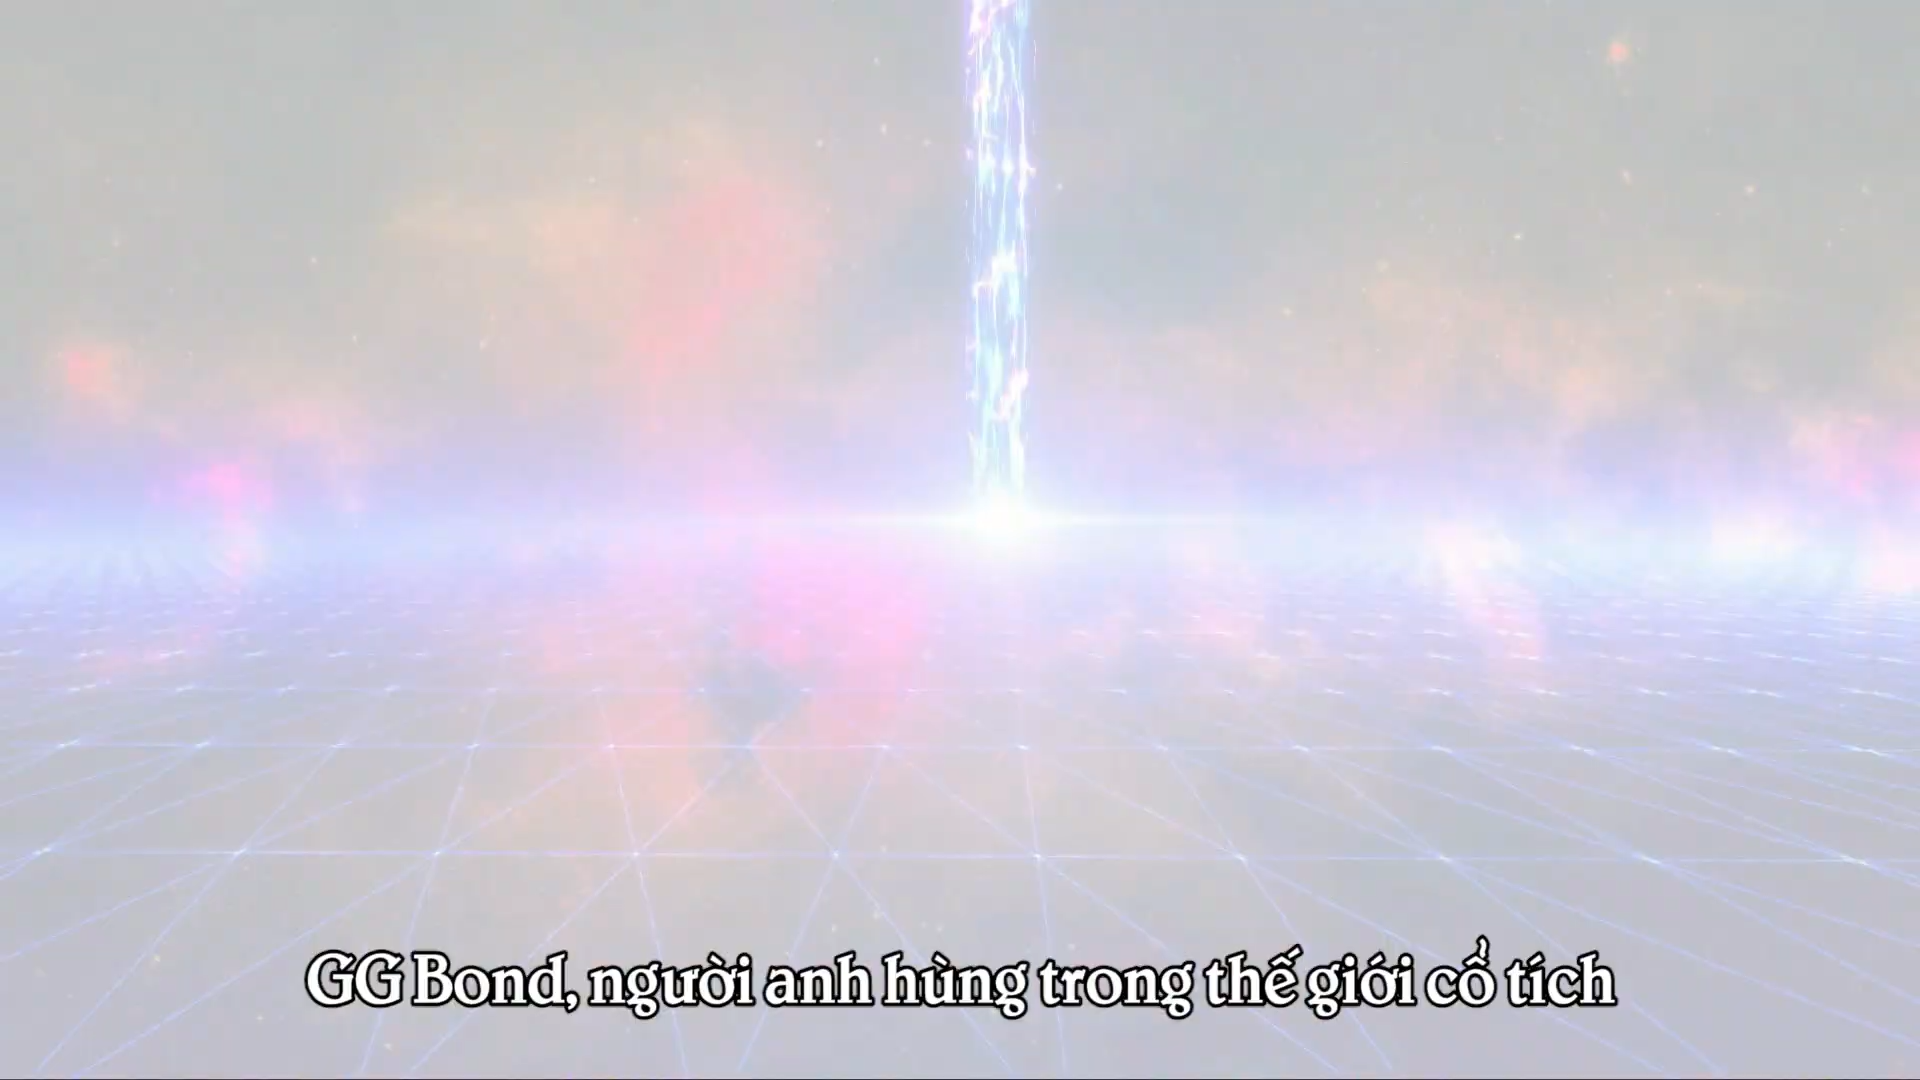 GG Bond, người anh hùng trong thế giới cổ tích